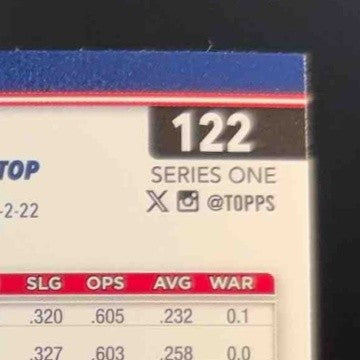 122
SERIES ONE
TOP
X @TOPPS
-2-22
SLG OPS AVG WAR
.320 .605 .232 0.1
.327 .603 .258 0.0